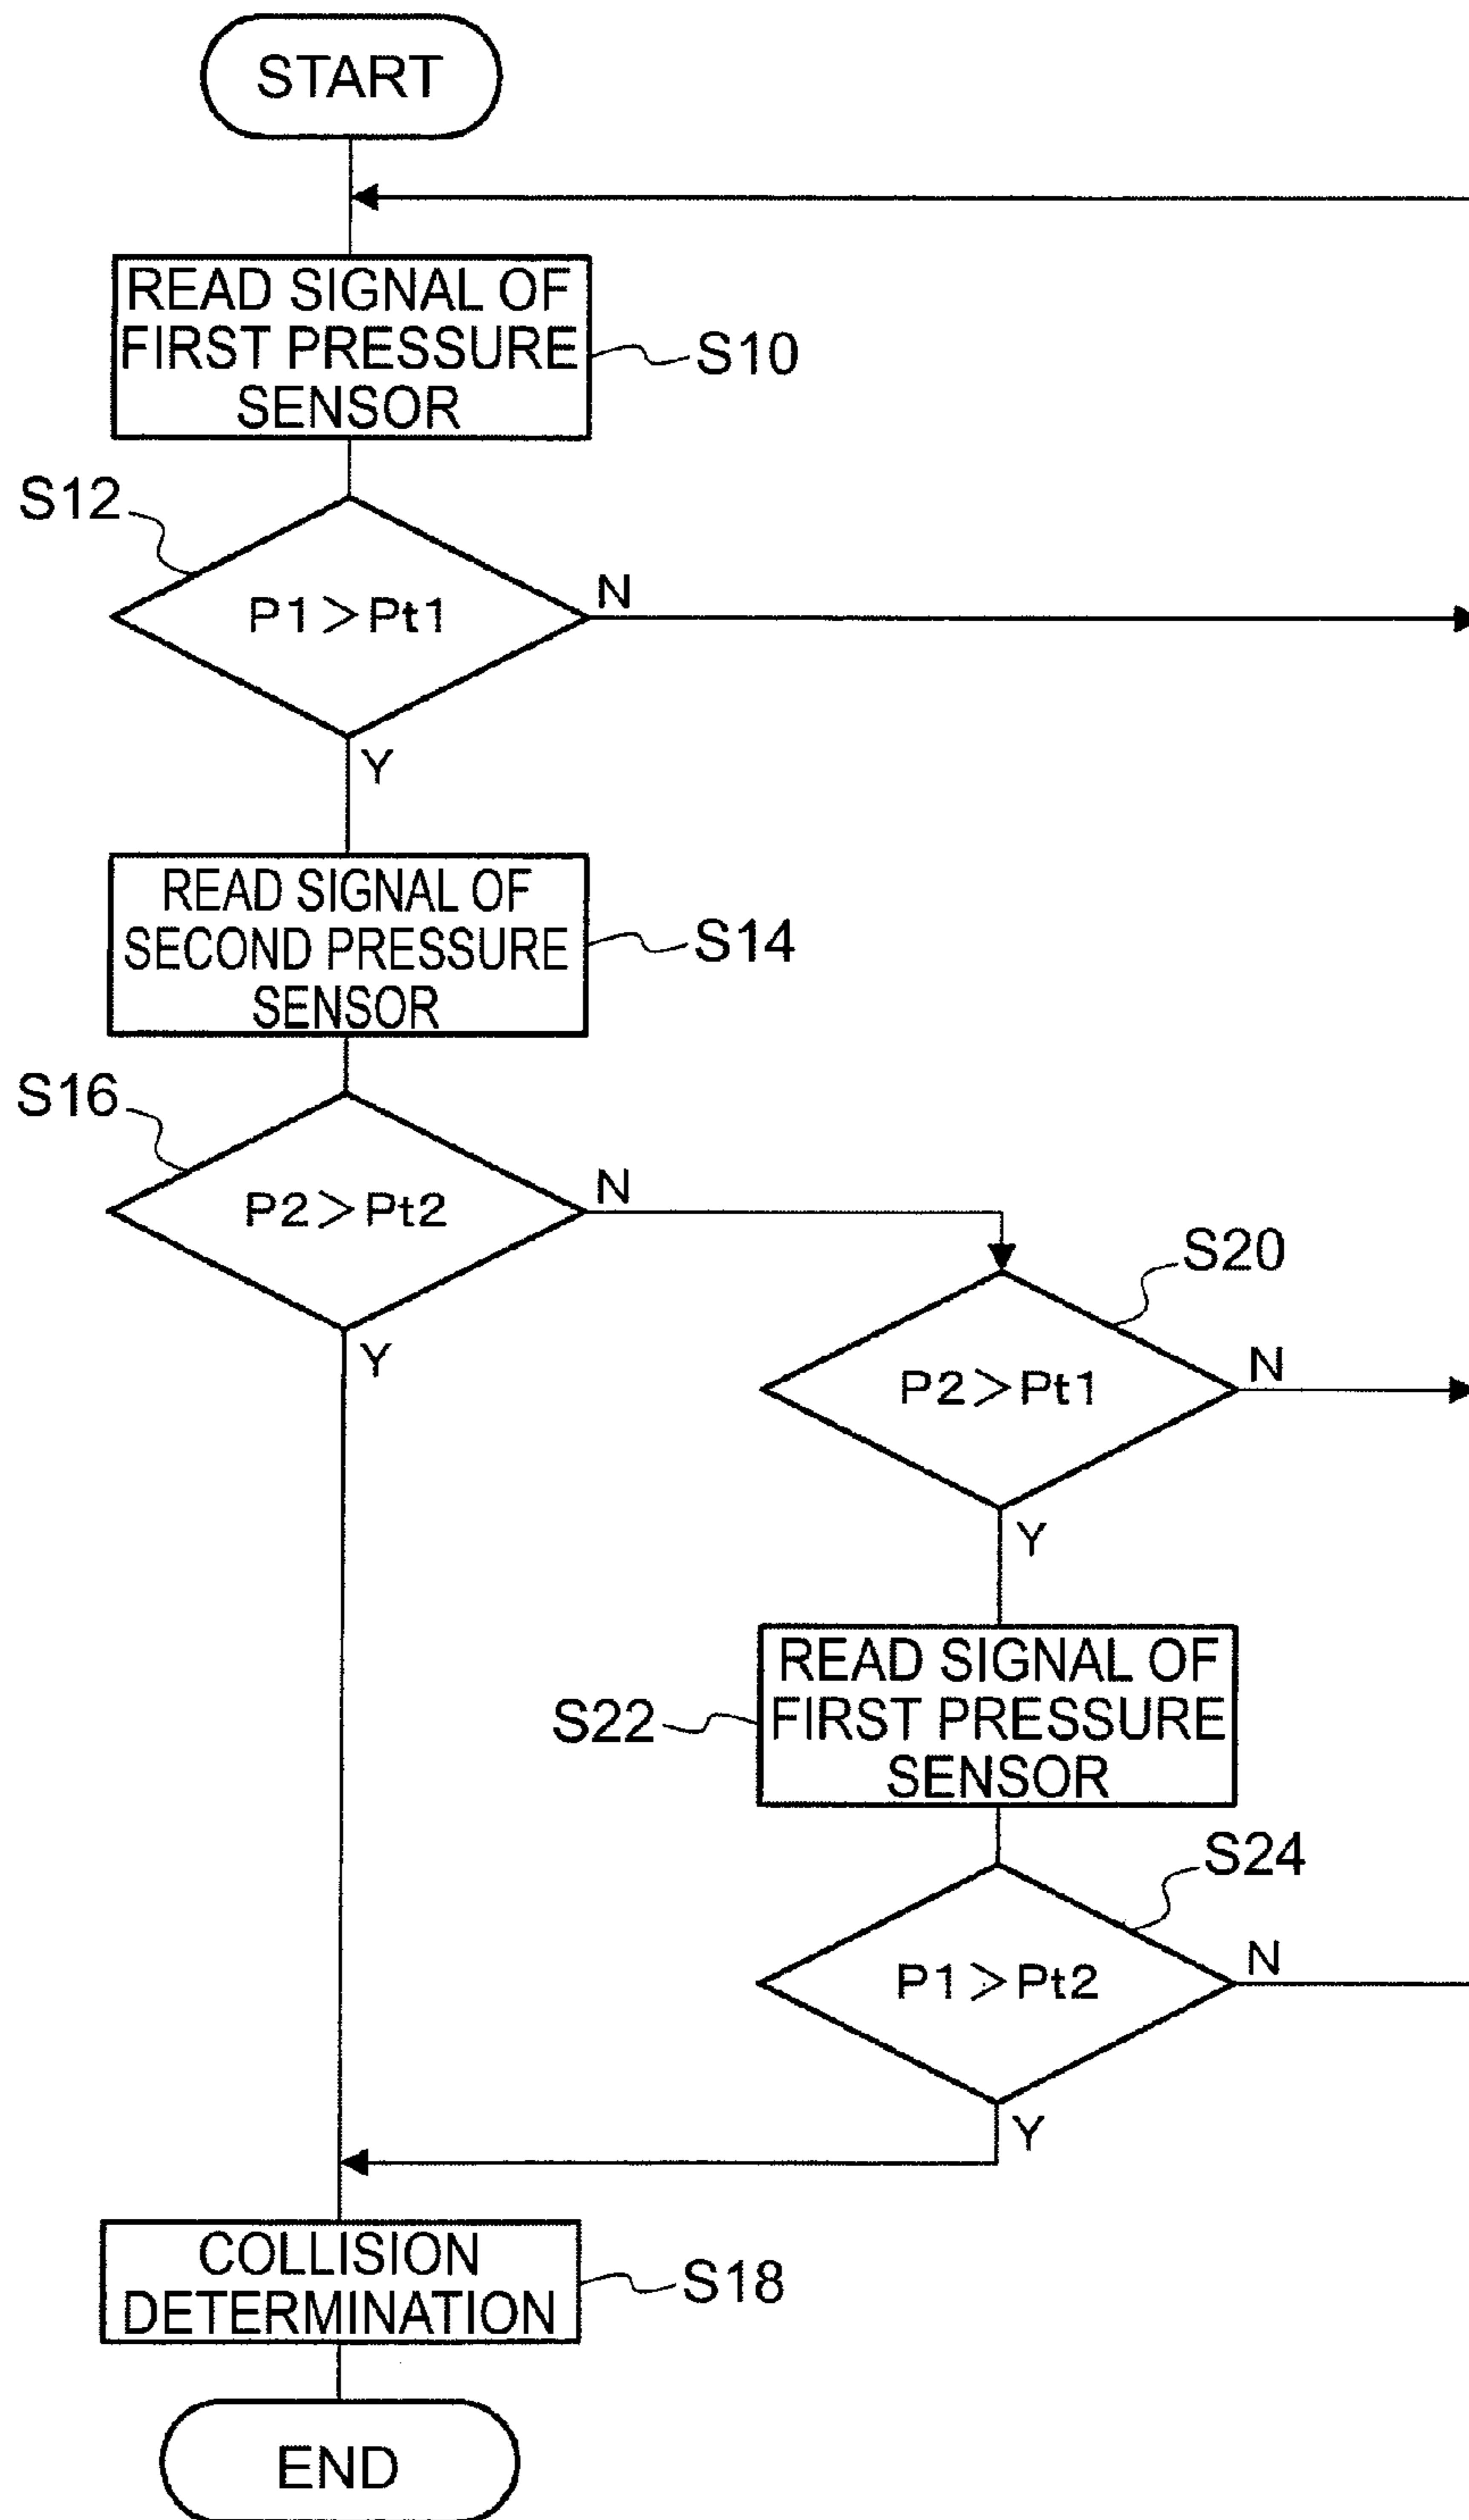 START
READ SIGNAL OF
FIRST PRESSURE
SENSOR
S10
S12
P1>Pt1
N
Y
READ SIGNAL OF
SECOND PRESSURE
SENSOR
S14
S16
P2>Pt2
N
Y
S20
P2>Pt1
N
Y
READ SIGNAL OF
FIRST PRESSURE
SENSOR
S22
S24
P1>Pt2
N
Y
COLLISION
DETERMINATION
S18
END